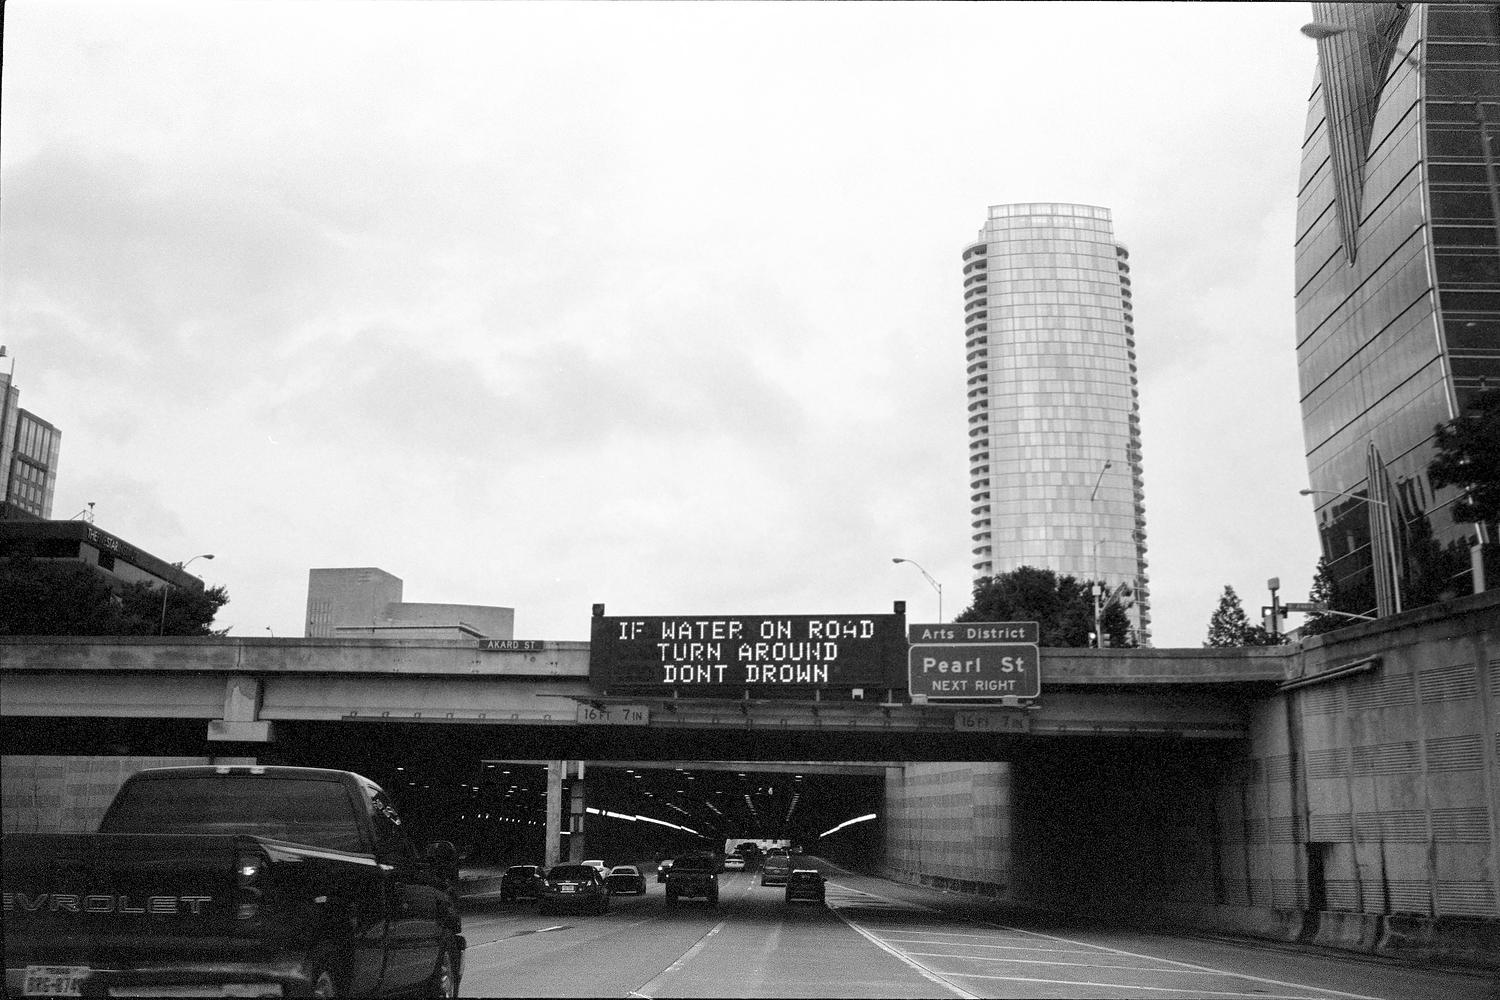 AKARD ST
IF WATER ON ROAD
TURN AROUND
DONT DROWN
Arts District
Pearl St
NEXT RIGHT
16 FT 7 IN
16 FT 7 IN
EVROLET